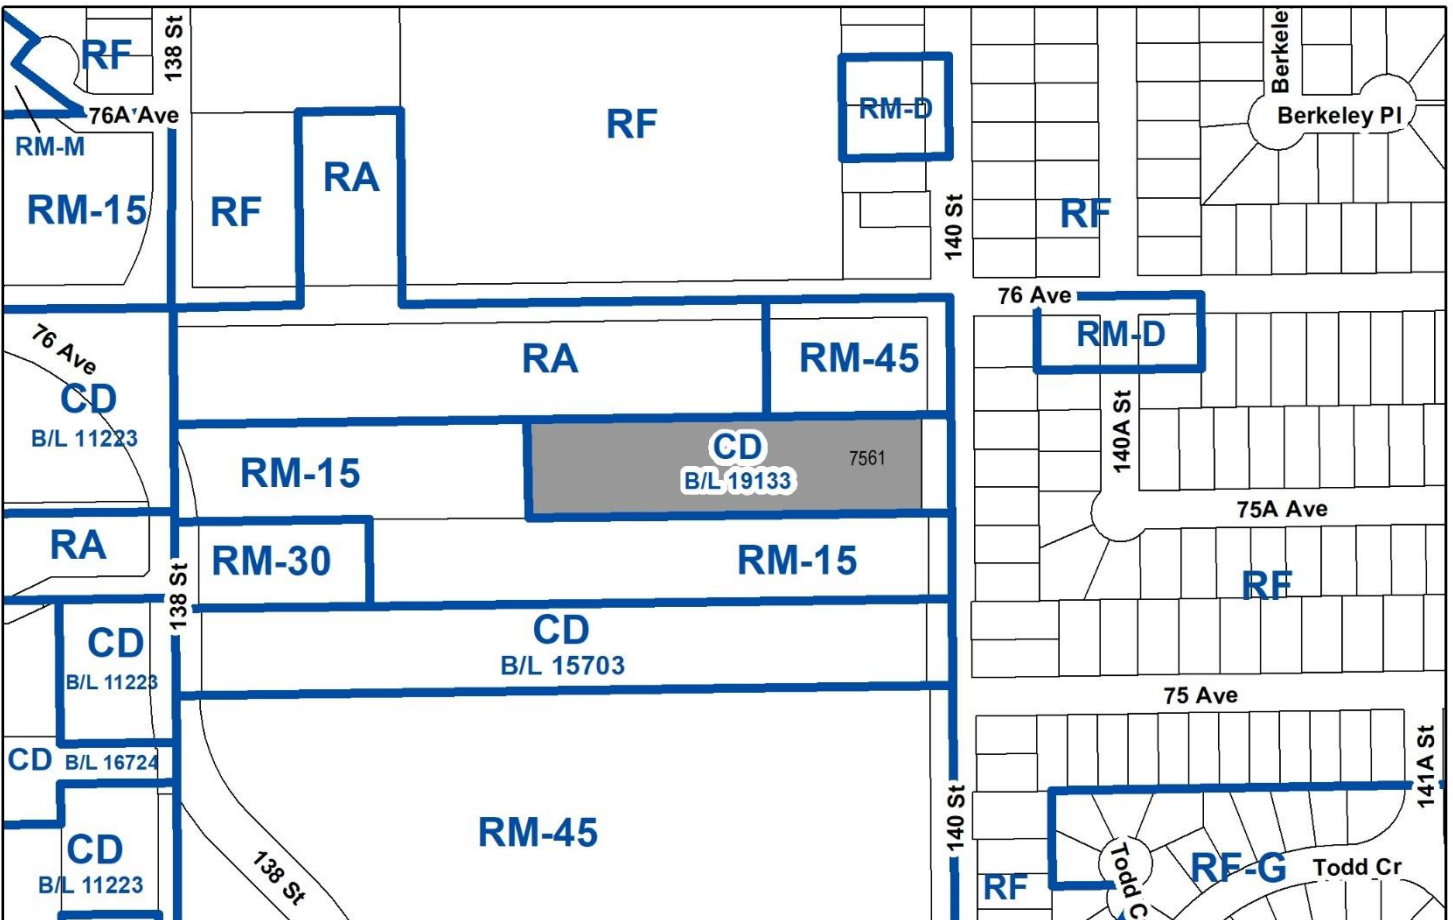 138 St
RF
Berkeley
RM-D
RF
76A Ave
Berkeley Pl
RM-M
RA
RM-15
RF
140 St
RF
76 Ave
76 Ave
RM-D
RA
RM-45
CD
B/L 11223
140A St
CD
B/L 19133
7561
RM-15
75A Ave
RA
RM-30
RM-15
138 St
RF
CD
B/L 15703
CD
B/L 11223
75 Ave
CD
B/L 16724
141A St
RM-45
140 St
CD
B/L 11223
138 St
RF
Todd C
RF-G
Todd Cr